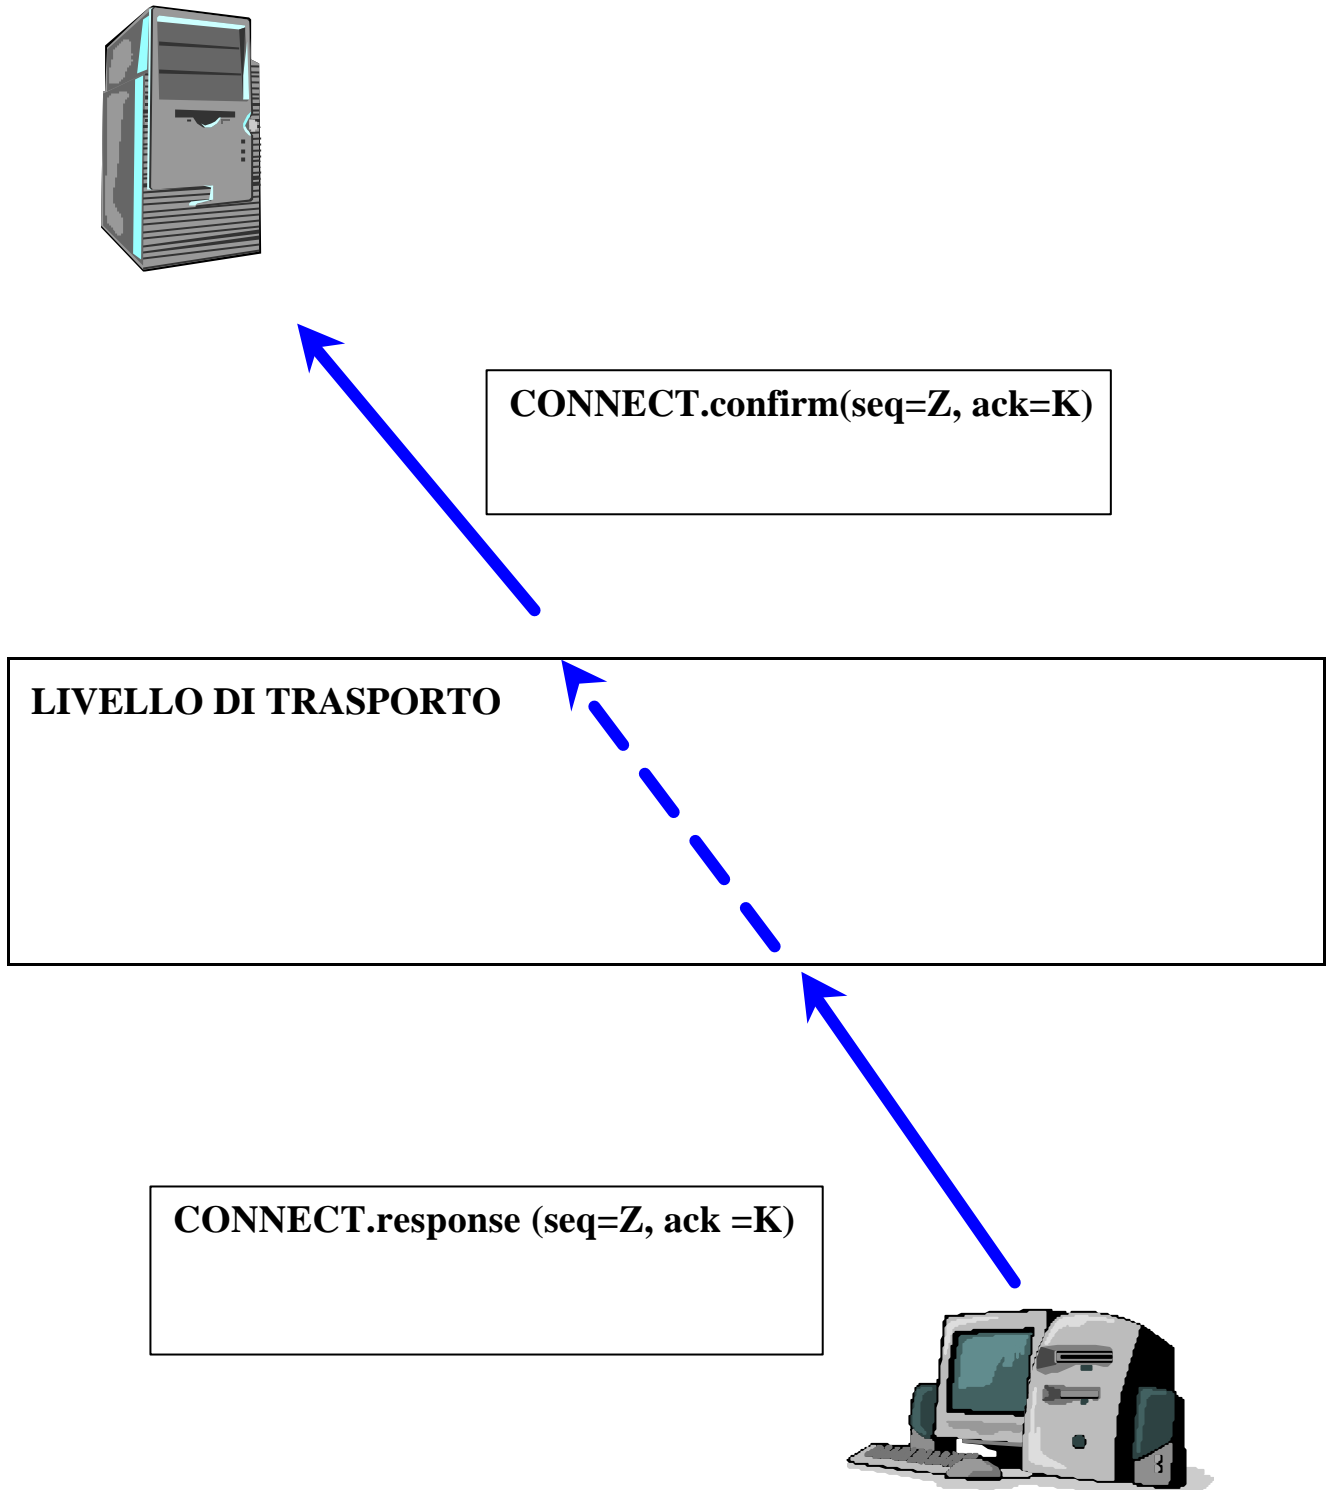 CONNECT.confirm(seq=Z, ack=K)
LIVELLO DI TRASPORTO
CONNECT.response (seq=Z, ack =K)